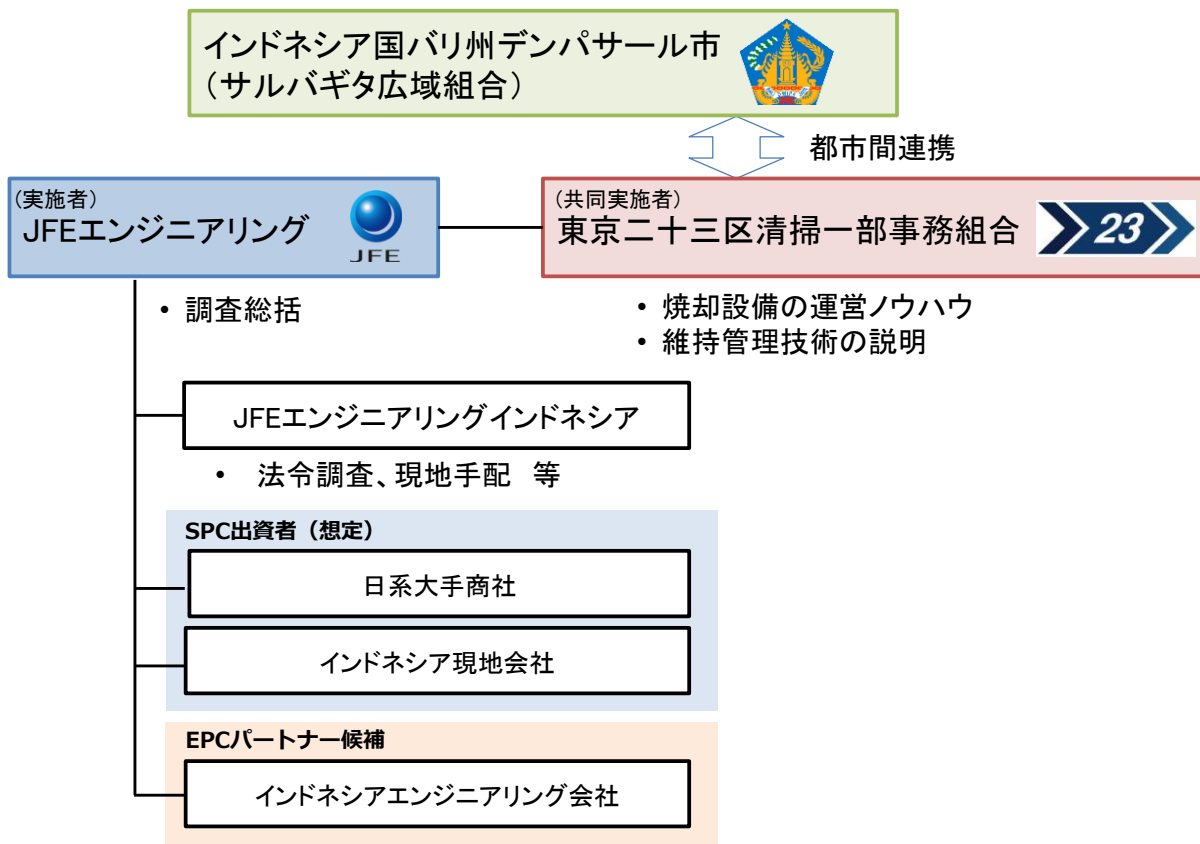 インドネシア国バリ州デンパサール市
（サルバギタ広域組合）
都市間連携
(実施者)
JFEエンジニアリング
JFE
(共同実施者)
東京二十三区清掃一部事務組合
23
• 調査総括
• 焼却設備の運営ノウハウ
• 維持管理技術の説明
JFEエンジニアリングインドネシア
• 法令調査、現地手配　等
SPC出資者（想定）
日系大手商社
インドネシア現地会社
EPCパートナー候補
インドネシアエンジニアリング会社